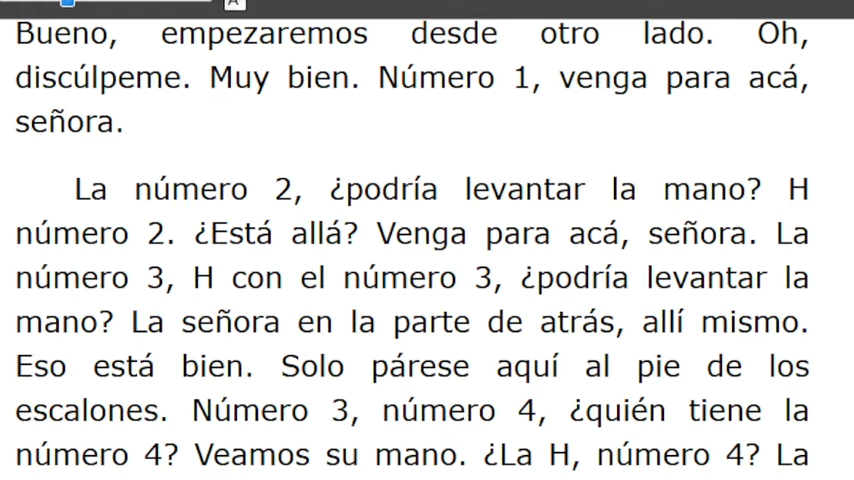 A
Bueno, empezaremos desde otro lado. Oh,
discúlpeme. Muy bien. Número 1, venga para acá,
señora.
La número 2, ¿podría levantar la mano? H
número 2. ¿Está allá? Venga para acá, señora. La
número 3, H con el número 3, ¿podría levantar la
mano? La señora en la parte de atrás, allí mismo.
Eso está bien. Solo párese aquí al pie de los
escalones. Número 3, número 4, ¿quién tiene la
número 4? Veamos su mano. ¿La H, número 4? La